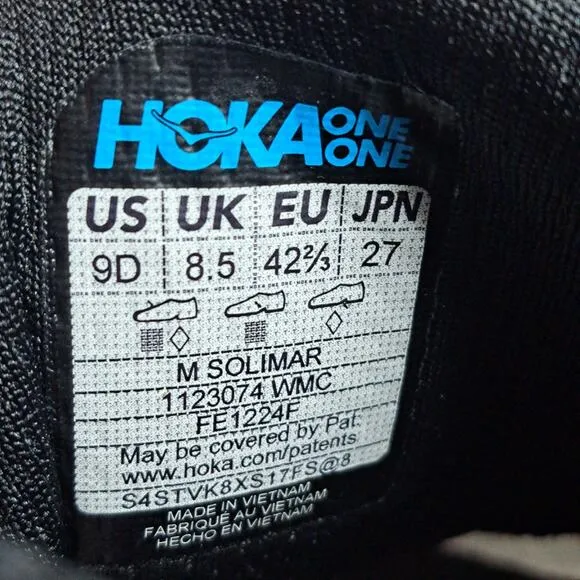 HOKA ONE ONE
US UK EU JPN
9D 8.5 42⅔ 27
M SOLIMAR
1123074 WMC
FE1224F
May be covered by Pat.
www.hoka.com/patents
S4STVK8XS17FS@8
MADE IN VIETNAM
FABRIQUÉ AU VIETNAM
HECHO EN VIETNAM